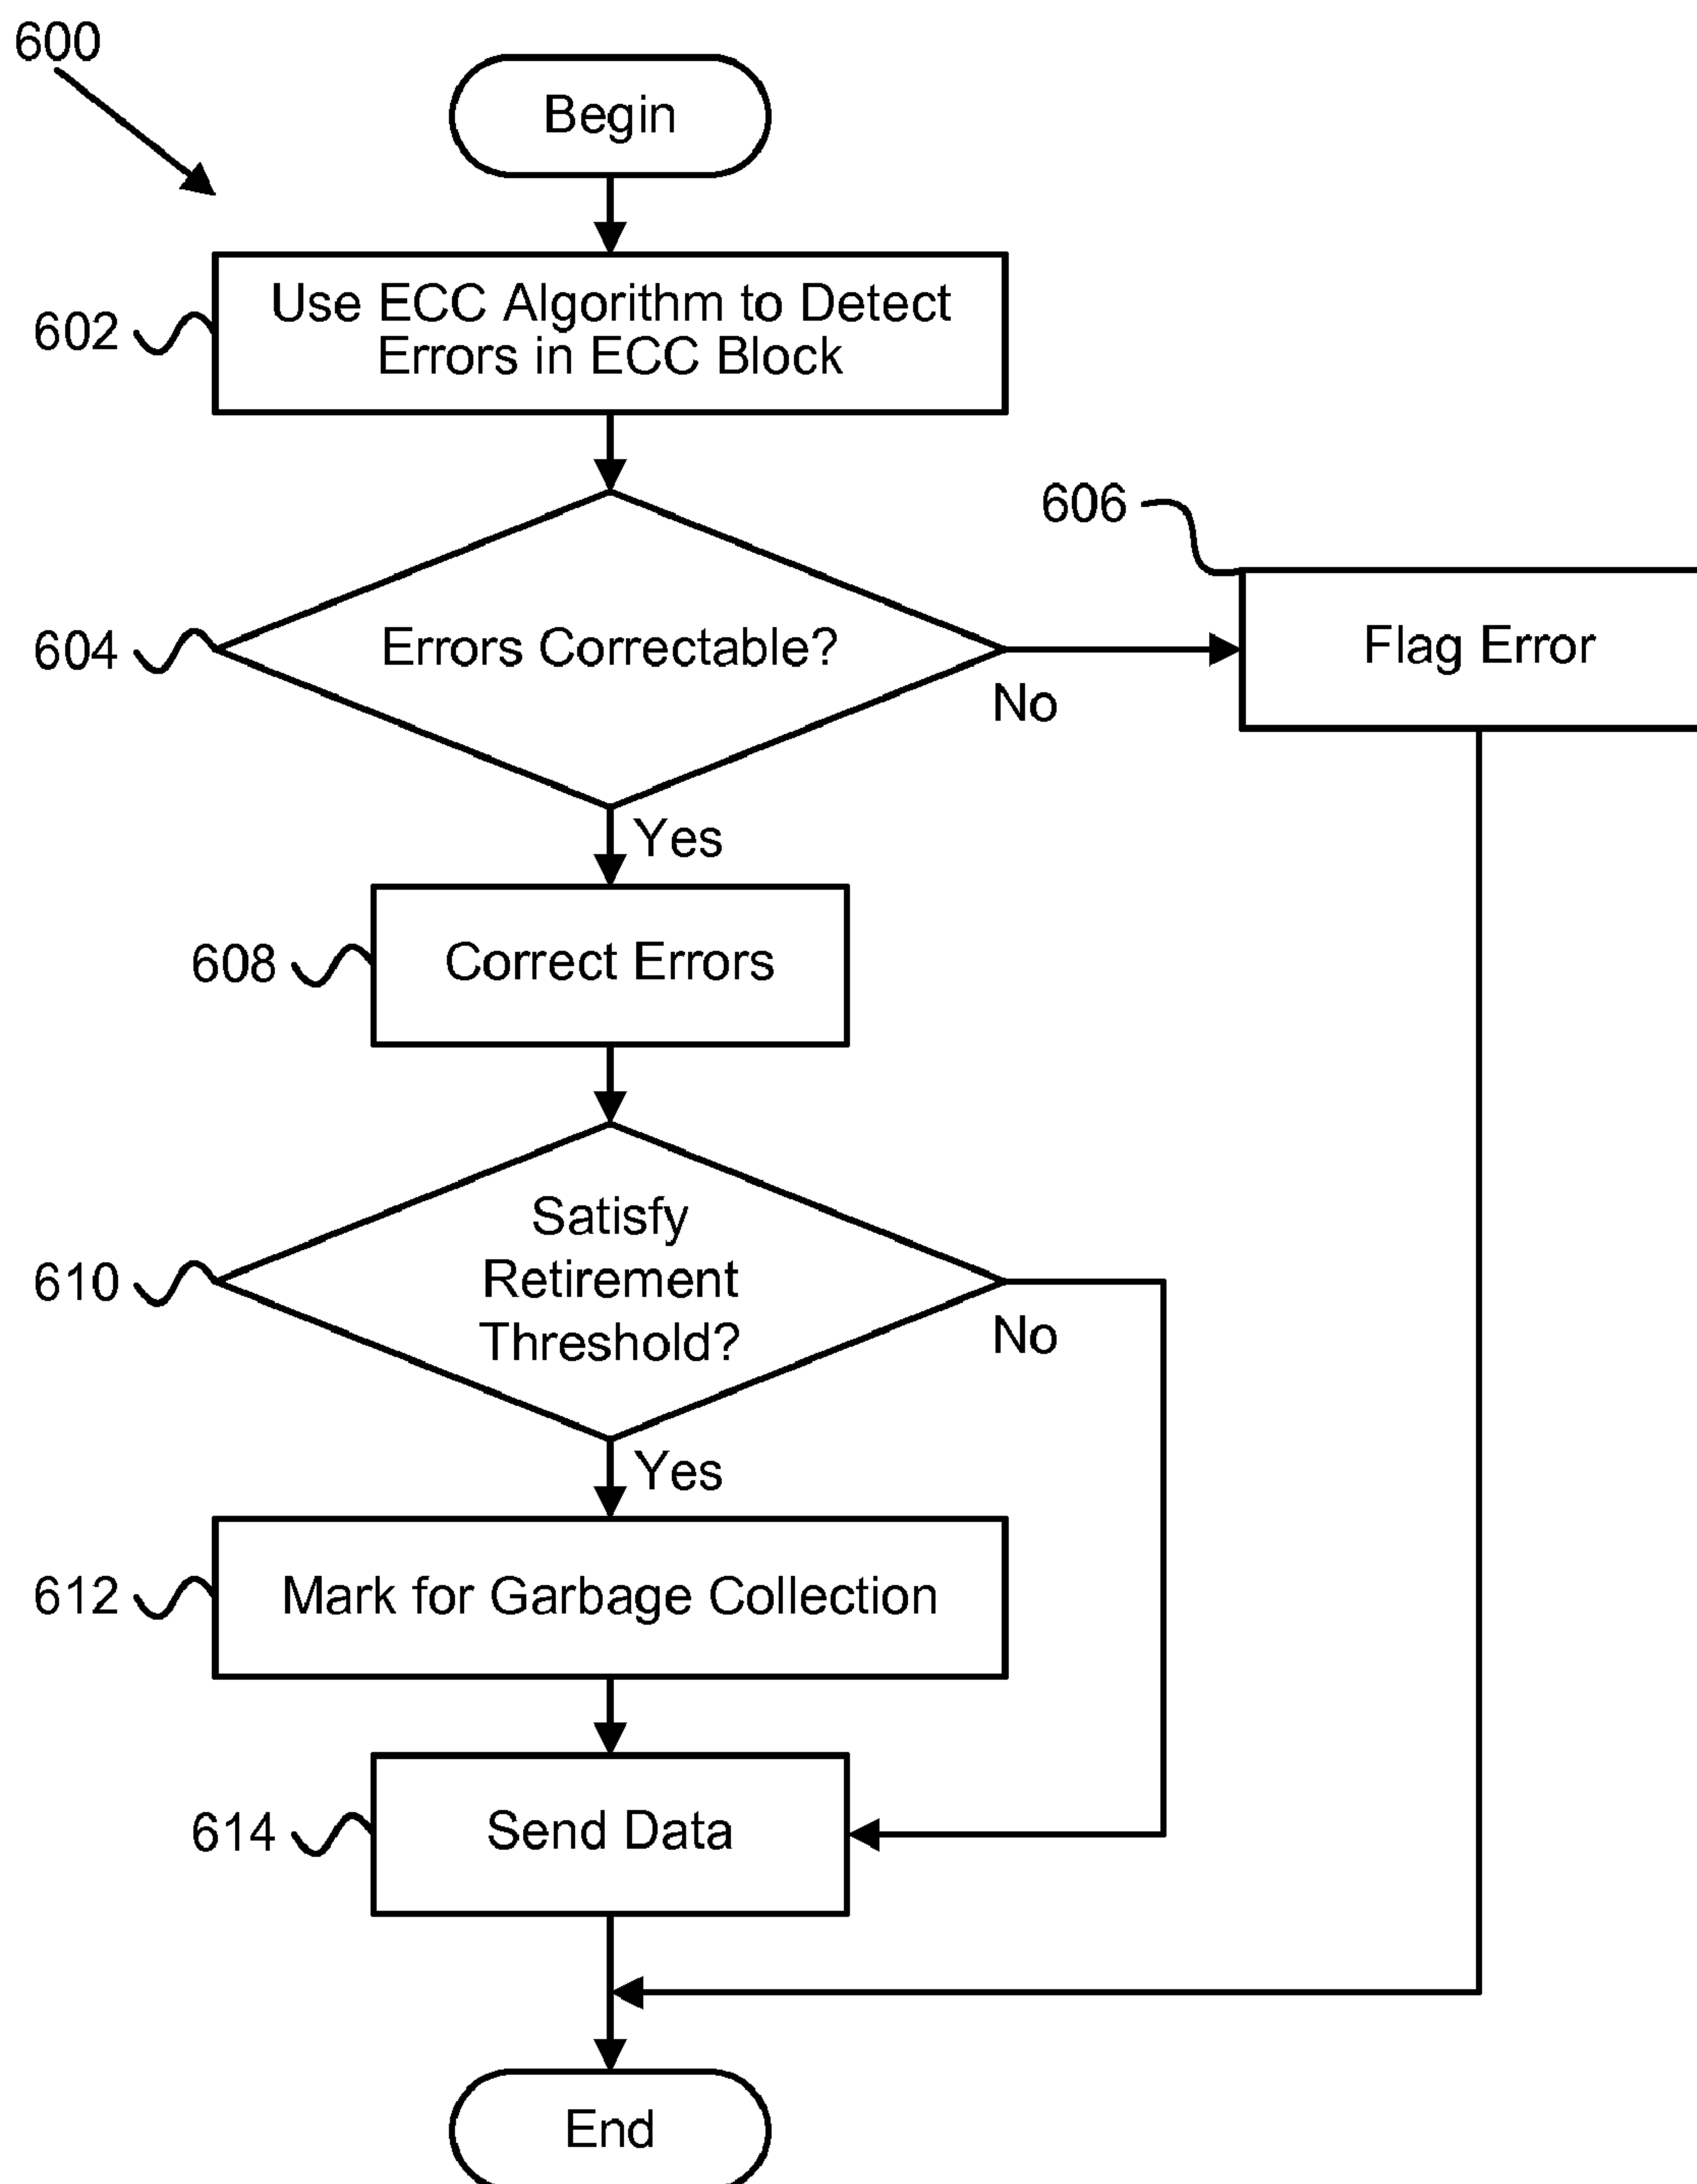 600
Begin
602
Use ECC Algorithm to Detect
Errors in ECC Block
606
604
Errors Correctable?
Flag Error
No
Yes
608
Correct Errors
610
Satisfy
Retirement
Threshold?
No
Yes
612
Mark for Garbage Collection
614
Send Data
End